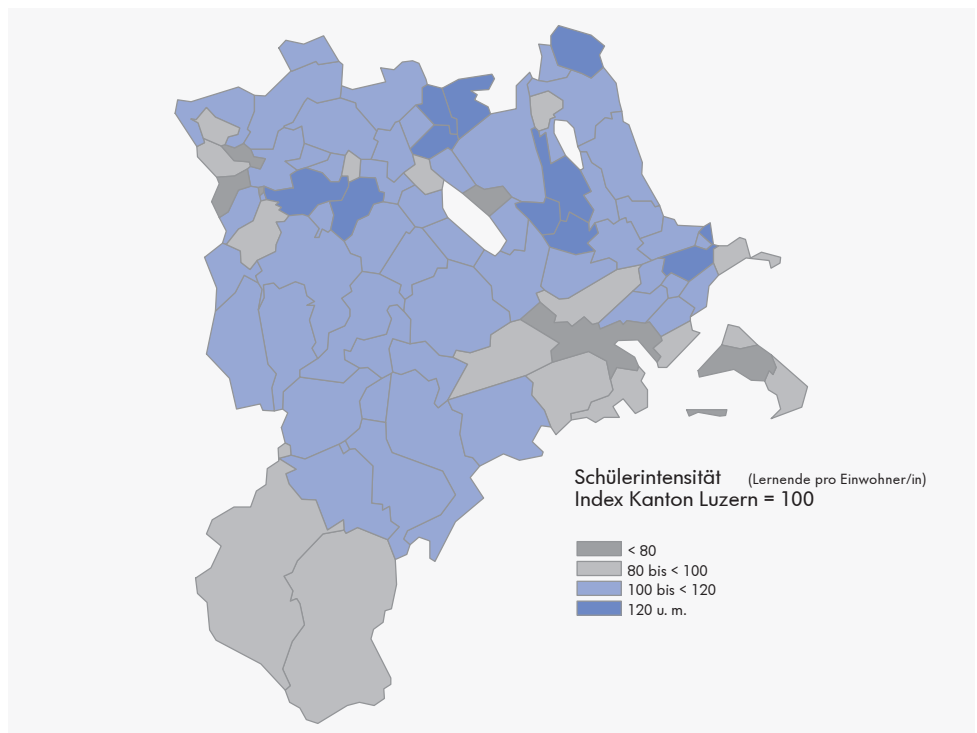 Schülerintensität (Lernende pro Einwohner/in)
Index Kanton Luzern = 100
< 80
80 bis < 100
100 bis < 120
120 u. m.